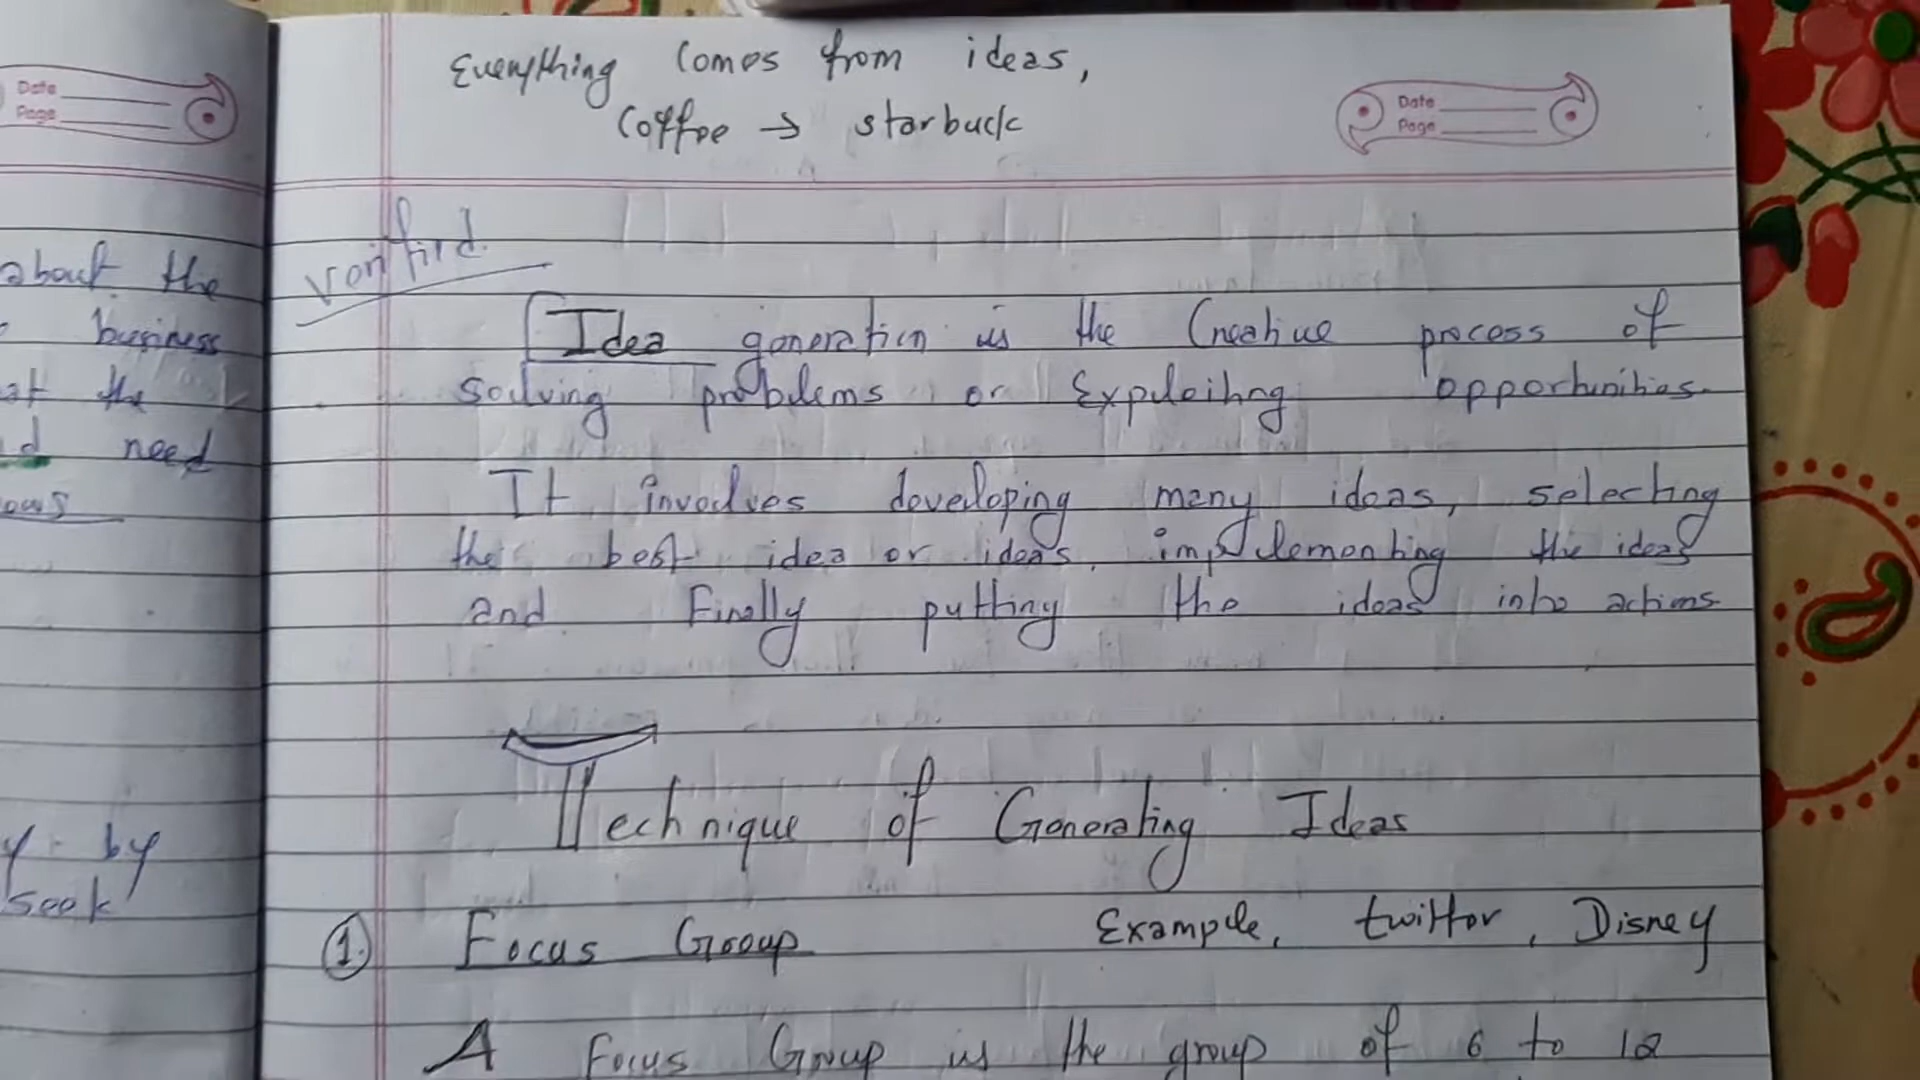 Date
Page
about the
business
at the
need
by
seek
Everything comes from ideas,
Coffee → starbuck
Date
Page
Idea generation is the Creative process of
solving problems or Exploiting opportunities.
It involves developing many ideas, selecting
the best idea or ideas, implementing the ideas
and Finally putting the ideas into actions
Technique of Generating Ideas
1. Focus Group Example, twitter, Disney
A Focus Group is the group of 6 to 12